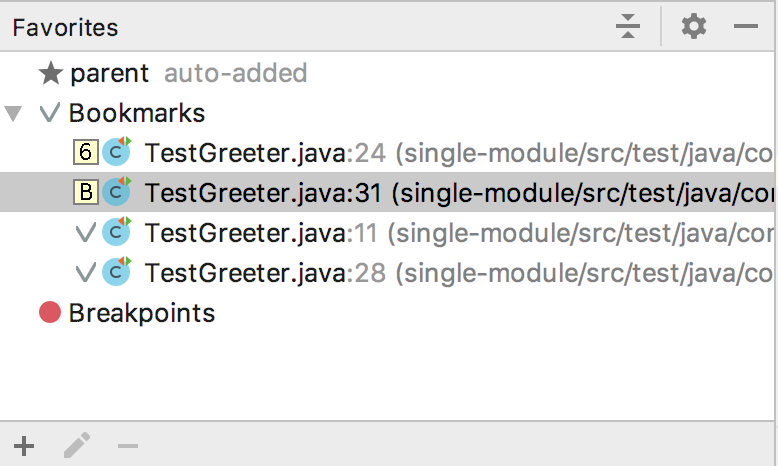 Favorites
parent auto-added
Bookmarks
6 C TestGreeter.java:24 (single-module/src/test/java/co
B C TestGreeter.java:31 (single-module/src/test/java/con
C TestGreeter.java:11 (single-module/src/test/java/con
C TestGreeter.java:28 (single-module/src/test/java/co
Breakpoints